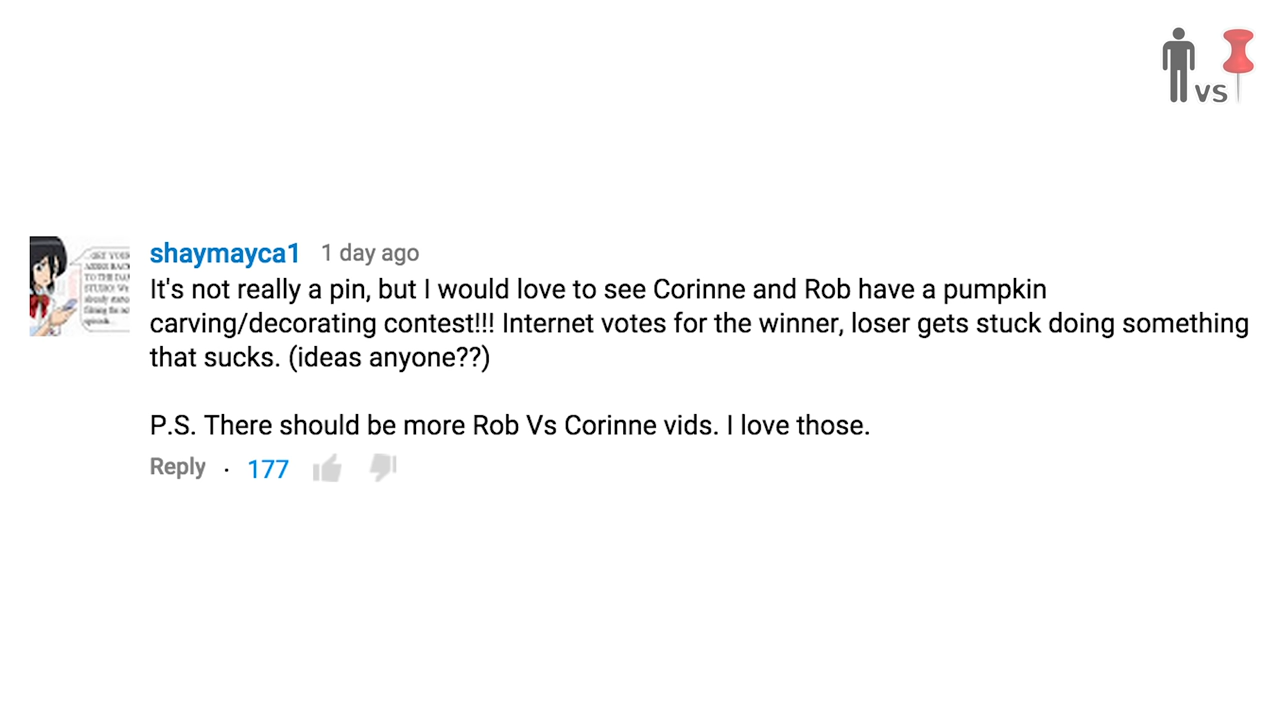 vs
shaymayca1 1 day ago
It's not really a pin, but I would love to see Corinne and Rob have a pumpkin
carving/decorating contest!!! Internet votes for the winner, loser gets stuck doing something
that sucks. (ideas anyone??)
P.S. There should be more Rob Vs Corinne vids. I love those.
Reply · 177